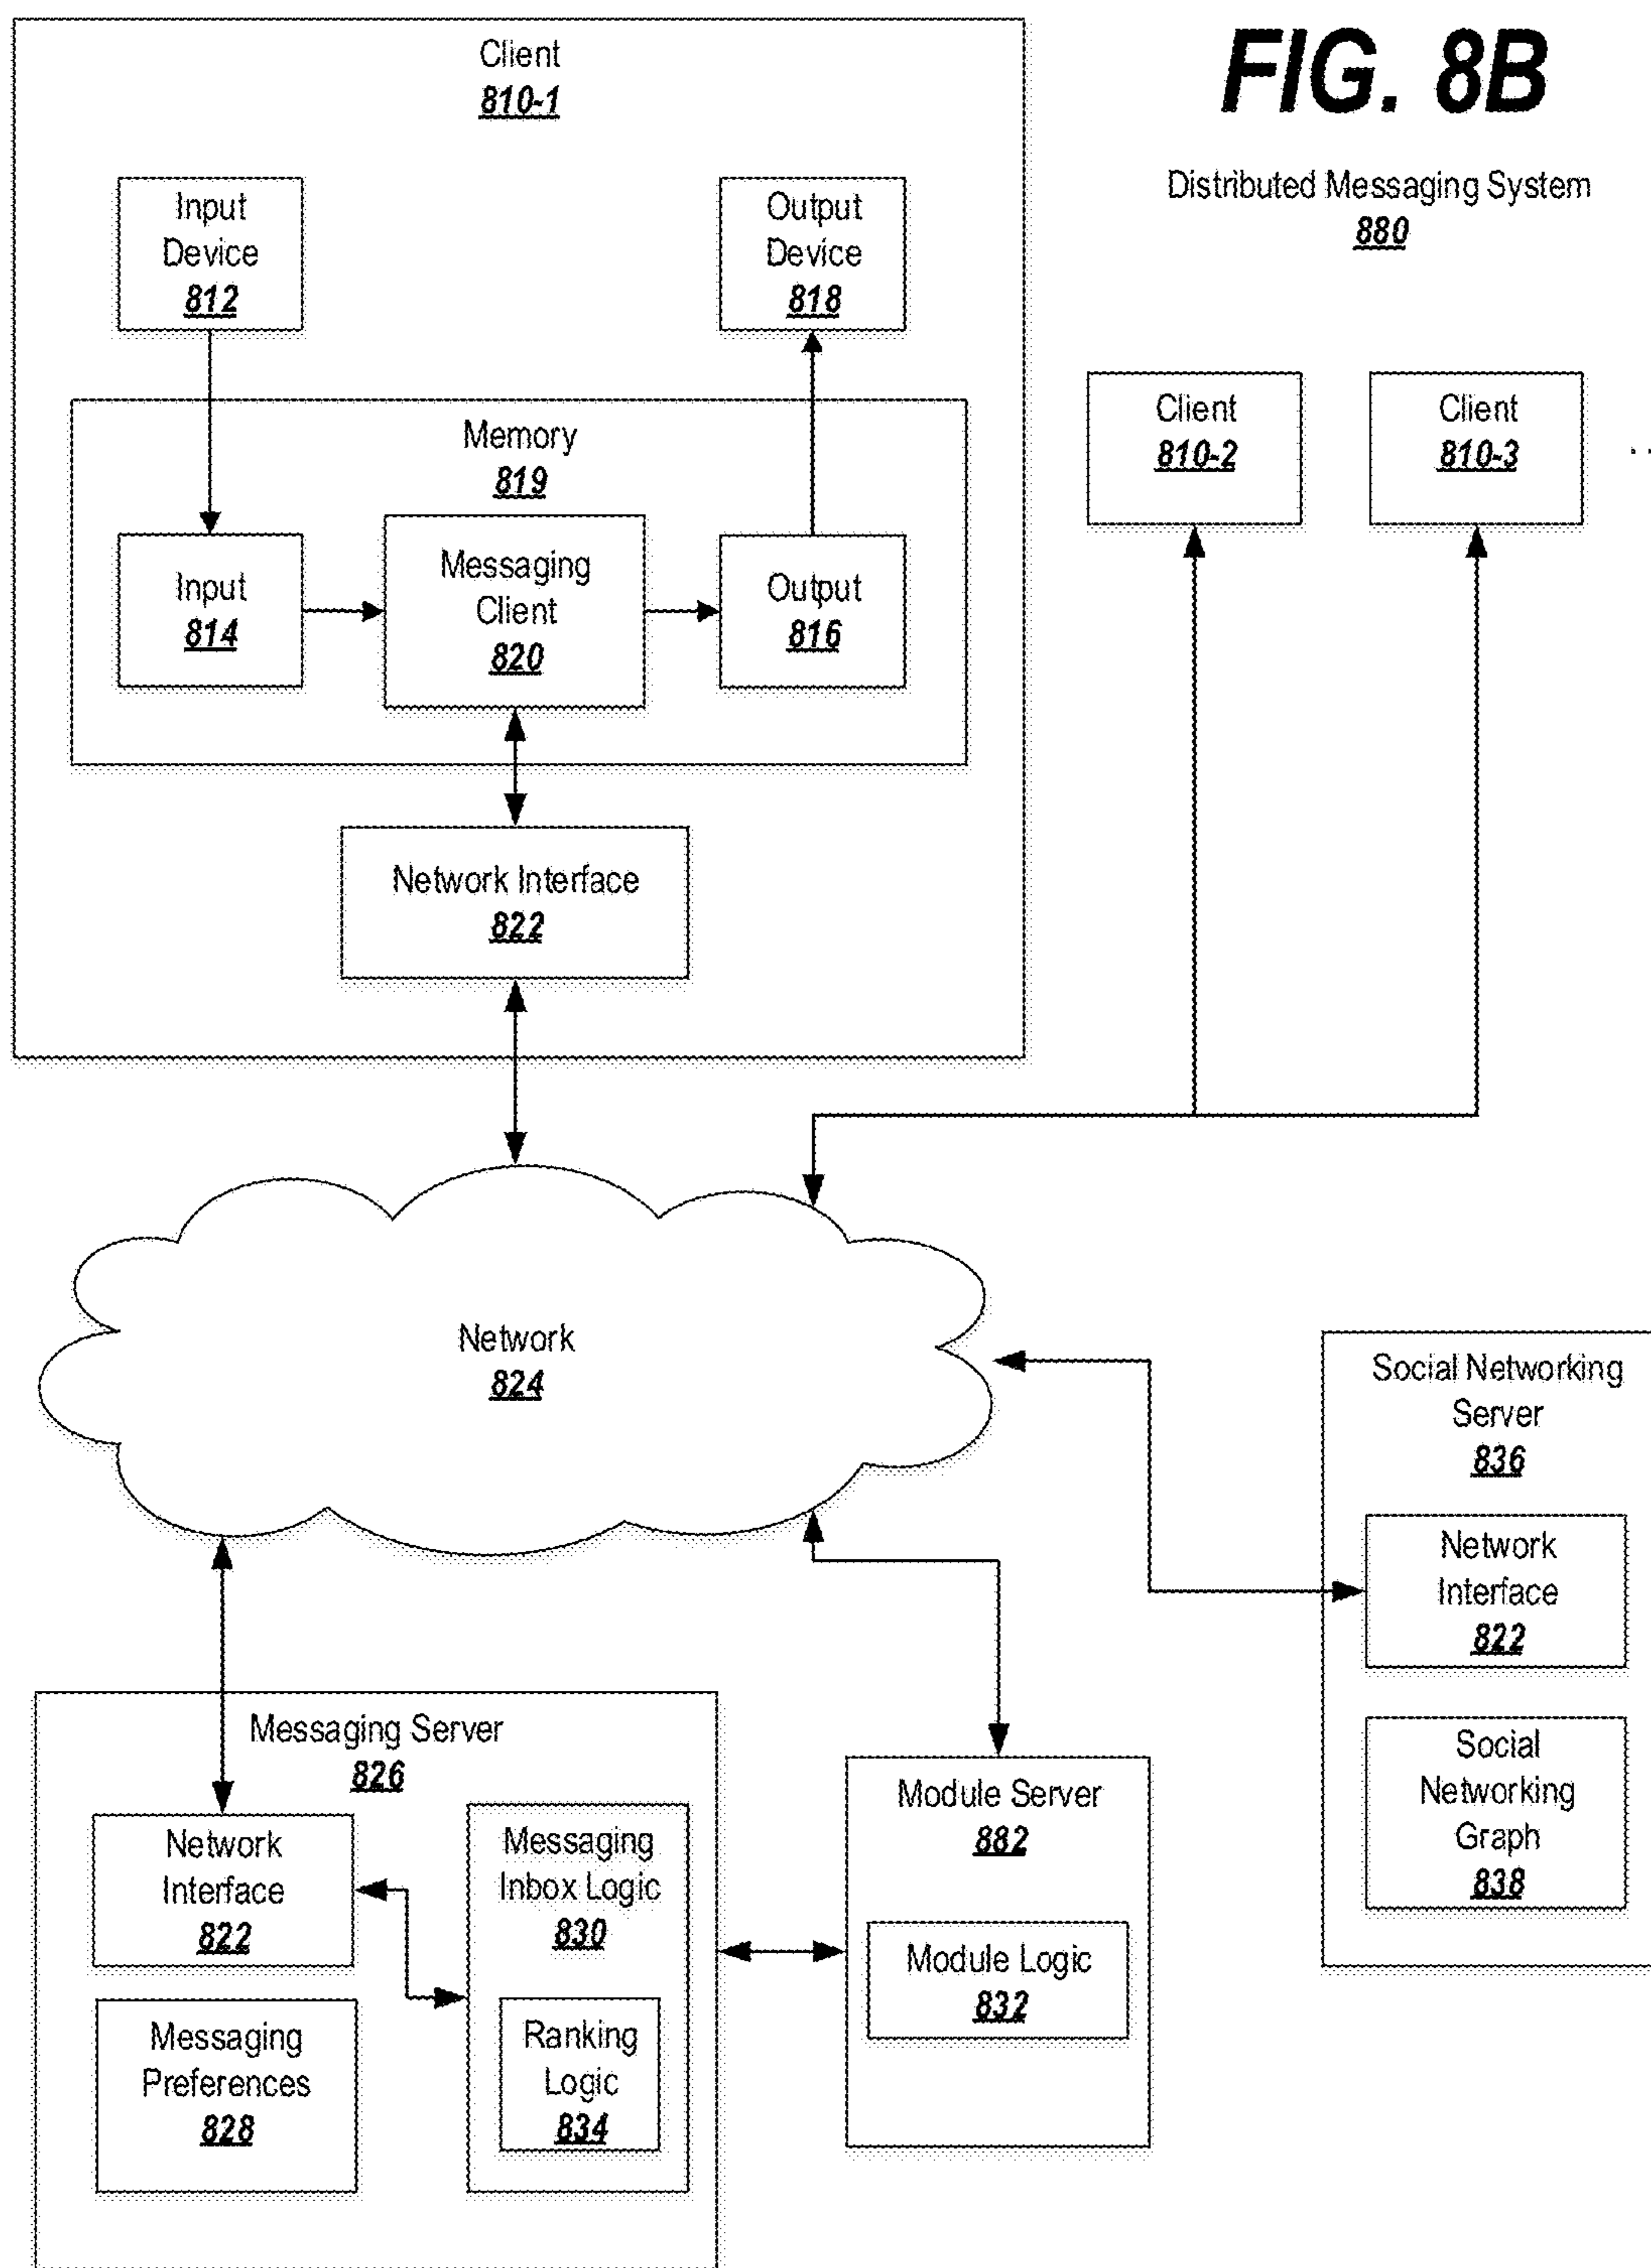 Client
810-1
FIG. 8B
Distributed Messaging System
880
Input
Device
812
Output
Device
818
Memory
819
Client
810-2
Client
810-3
..
Input
814
Messaging
Client
820
Output
816
Network Interface
822
Network
824
Social Networking
Server
836
Network
Interface
822
Social
Networking
Graph
838
Messaging Server
826
Network
Interface
822
Messaging
Preferences
828
Messaging
Inbox Logic
830
Ranking
Logic
834
Module Server
882
Module Logic
832